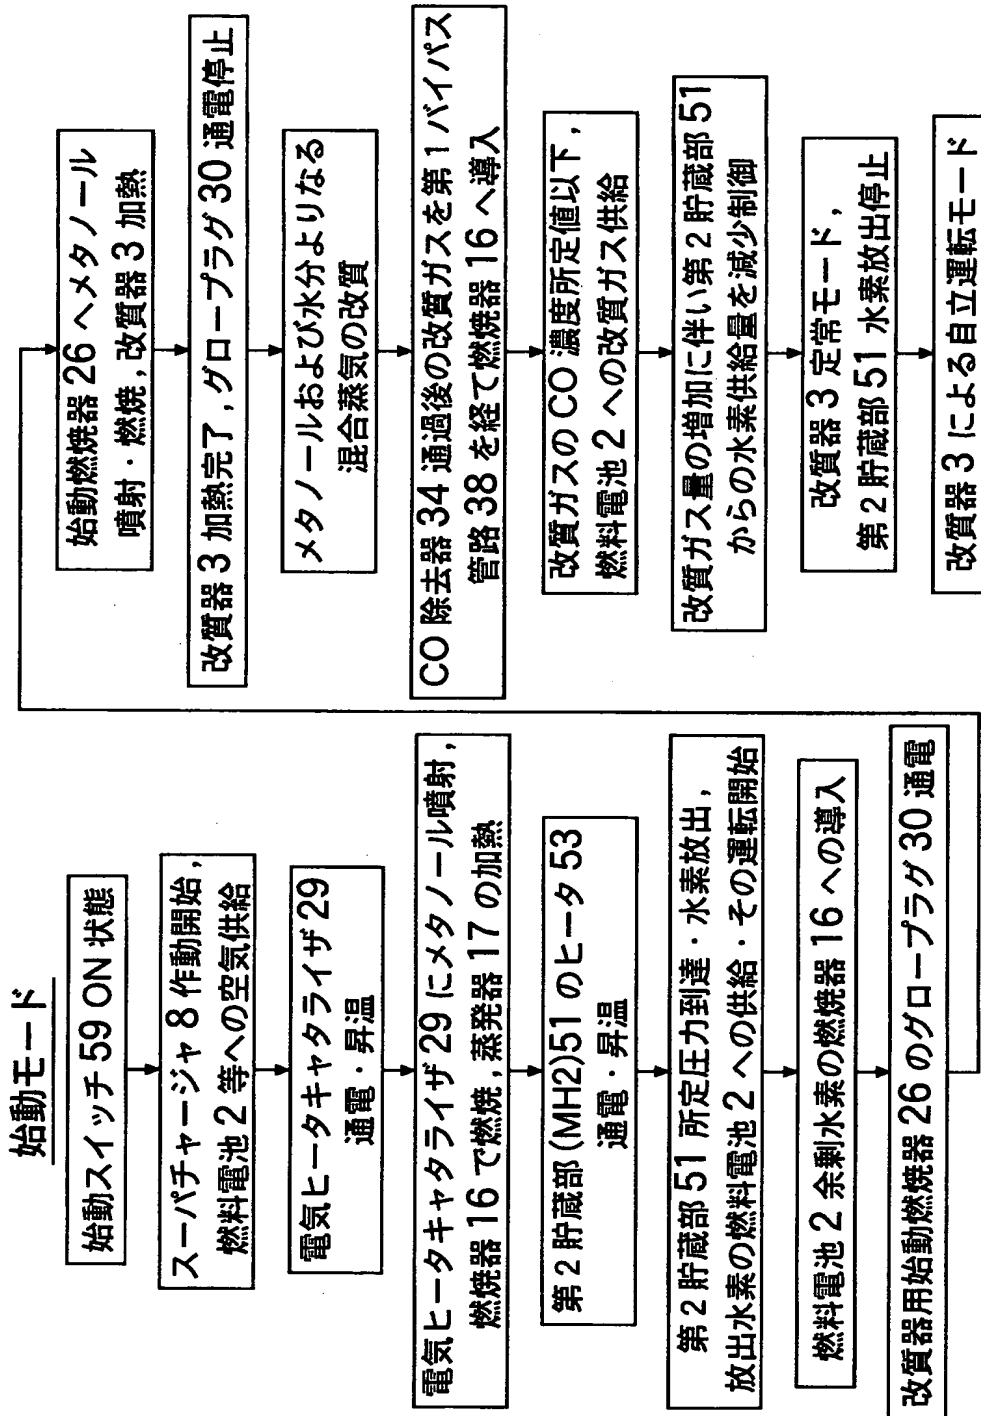 始動モード
始動スイッチ59 ON 状態
スーパチャージャ8 作動開始,
燃料電池2 等への空気供給
電気ヒータキャタライザ29
通電・昇温
電気ヒータキャタライザ29 にメタノール噴射,
燃焼器16 で燃焼, 蒸発器17 の加熱
第2貯蔵部(MH2)51 のヒータ53
通電・昇温
第2貯蔵部51 所定圧力到達・水素放出,
放出水素の燃料電池2 への供給・その運転開始
燃料電池2 余剰水素の燃焼器16 への導入
改質器用始動燃焼器26 のグロープラグ30 通電
始動燃焼器26 へメタノール
噴射・燃焼, 改質器3 加熱
改質器3 加熱完了, グロープラグ30 通電停止
メタノールおよび水分よりなる
混合蒸気の改質
CO 除去器34 通過後の改質ガスを第1バイパス
管路38 を経て燃焼器16 へ導入
改質ガスの CO 濃度所定値以下,
燃料電池2 への改質ガス供給
改質ガス量の増加に伴い第2貯蔵部51
からの水素供給量を減少制御
改質器3 定常モード,
第2貯蔵部51 水素放出停止
改質器3 による自立運転モード